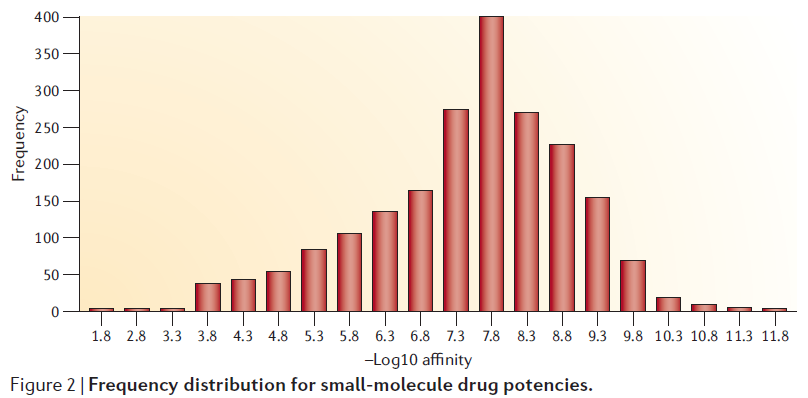 400
350
300
250
200
150
100
50
0
Frequency
1.8 2.8 3.3 3.8 4.3 4.8 5.3 5.8 6.3 6.8 7.3 7.8 8.3 8.8 9.3 9.8 10.3 10.8 11.3 11.8
–Log10 affinity
Figure 2 | Frequency distribution for small-molecule drug potencies.